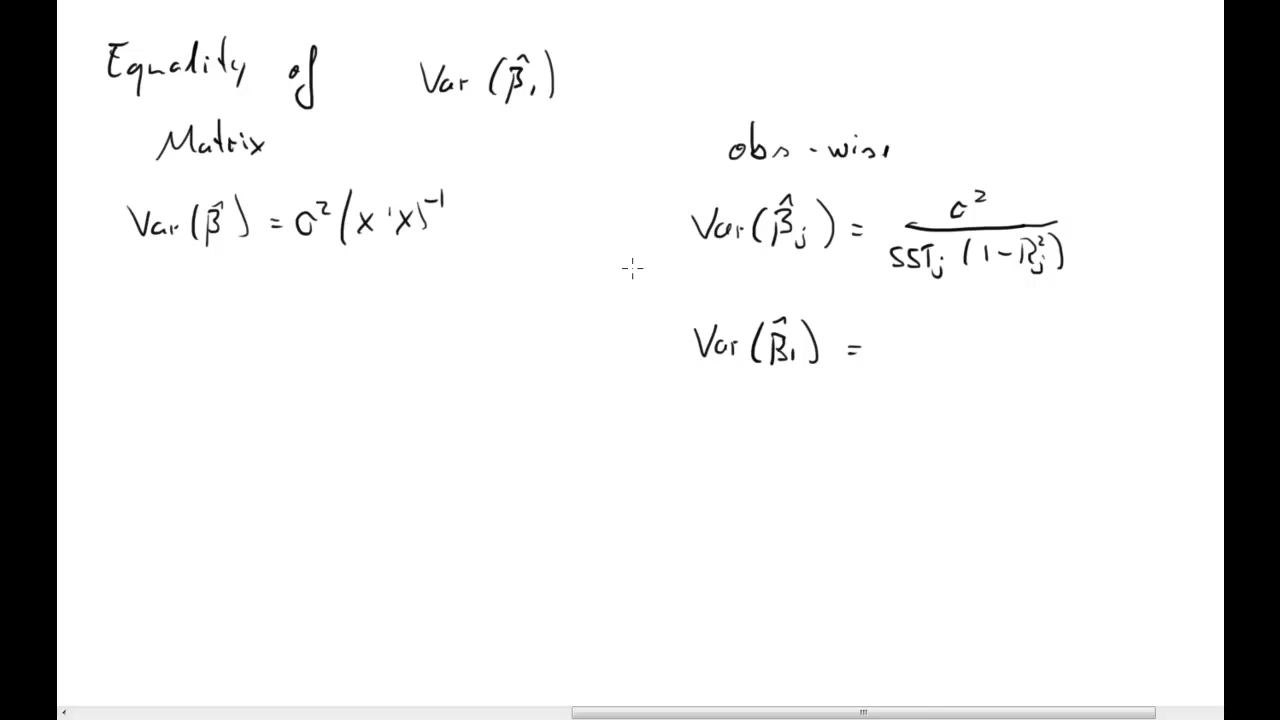 Equality of Var (β̂₁)
Matrix
obs-wise
Var(β̂) = σ²(X'X)⁻¹
Var(β̂ⱼ) = σ² / SSTⱼ (1-Rⱼ²)
Var(β̂₁) =